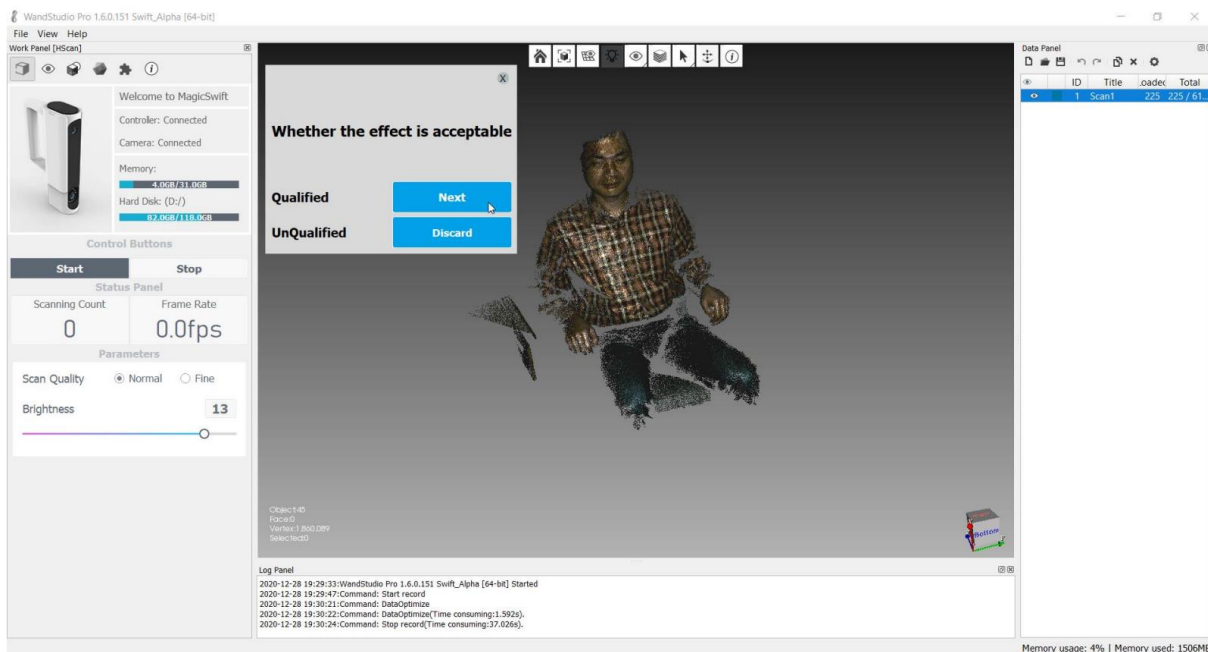 WandStudio Pro 1.6.0.151 Swift_Alpha [64-bit]
File View Help
Work Panel [HScan]
Welcome to MagicSwift
Controller: Connected
Camera: Connected
Memory:
4.0GB/31.0GB
Hard Disk: (D:/)
82.0GB/118.0GB
Control Buttons
Start Stop
Status Panel
Scanning Count Frame Rate
0 0.0fps
Parameters
Scan Quality Normal Fine
Brightness 13
X
Whether the effect is acceptable
Qualified Next
UnQualified Discard
Object:45
Face:0
Vertex:1,860,089
Selected:0
Bottom
Log Panel
2020-12-28 19:29:33:WandStudio Pro 1.6.0.151 Swift_Alpha [64-bit] Started
2020-12-28 19:29:47:Command: Start record
2020-12-28 19:30:21:Command: DataOptimize
2020-12-28 19:30:22:Command: DataOptimize(Time consuming:1.592s).
2020-12-28 19:30:24:Command: Stop record(Time consuming:37.026s).
Data Panel
ID Title .oadec Total
1 Scan1 225 225 / 61...
Memory usage: 4% | Memory used: 1506MB